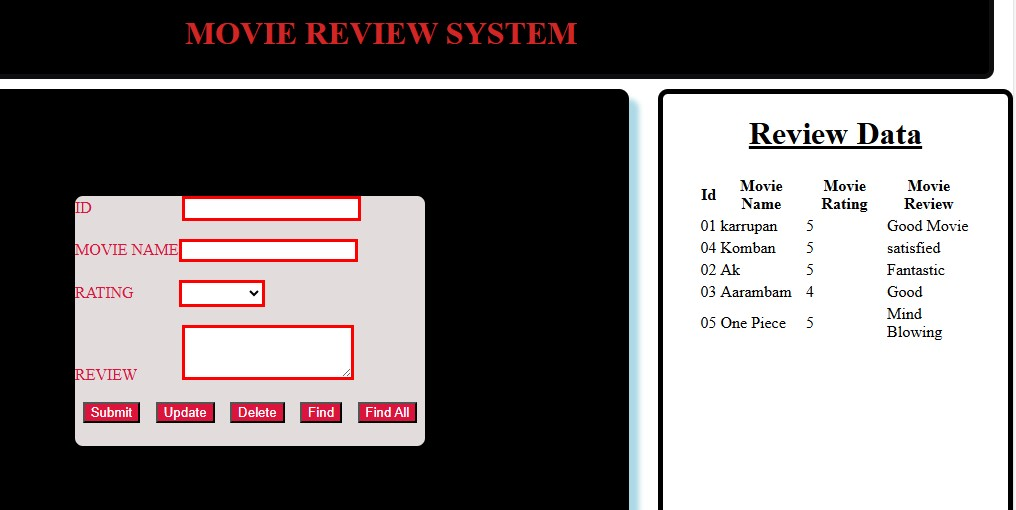 MOVIE REVIEW SYSTEM
ID
MOVIE NAME
RATING
REVIEW
Submit Update Delete Find Find All
Review Data
Id Movie Name Movie Rating Movie Review
01 karrupan 5 Good Movie
04 Komban 5 satisfied
02 Ak 5 Fantastic
03 Aarambam 4 Good
05 One Piece 5 Mind Blowing